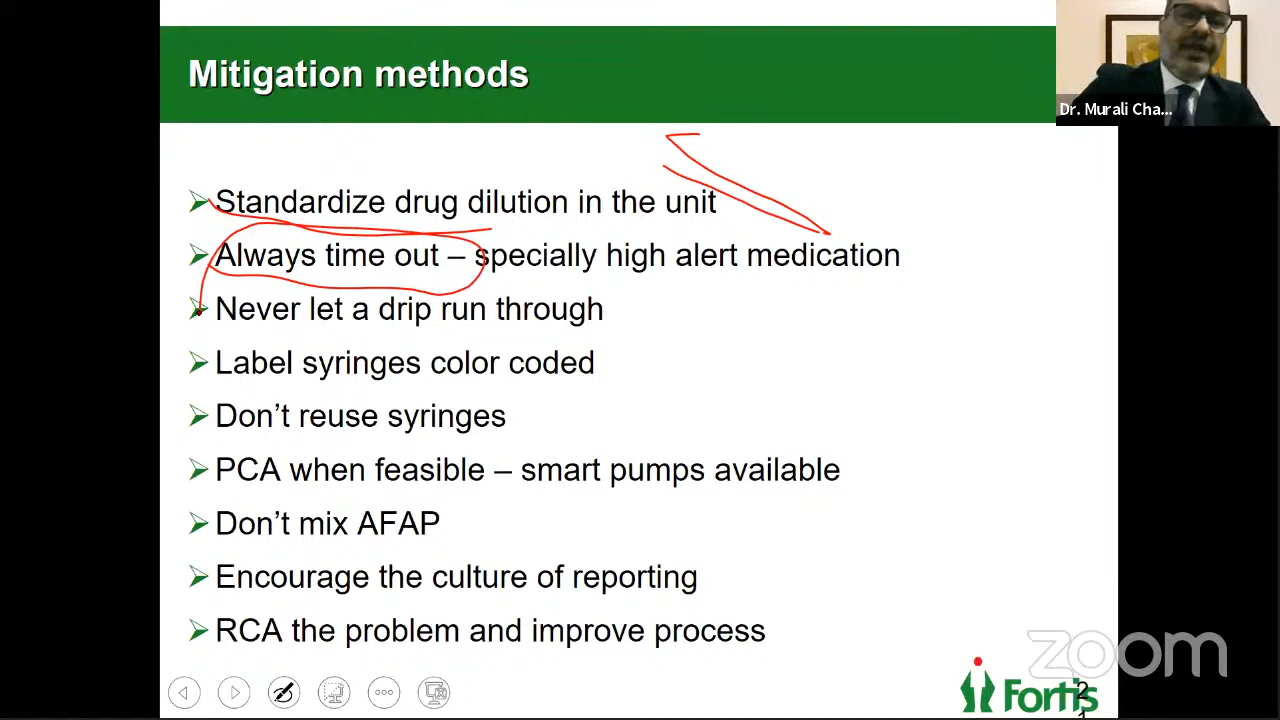 Mitigation methods
Dr. Murali Cha...
Standardize drug dilution in the unit
Always time out – specially high alert medication
Never let a drip run through
Label syringes color coded
Don’t reuse syringes
PCA when feasible – smart pumps available
Don’t mix AFAP
Encourage the culture of reporting
RCA the problem and improve process
zoom
Fortis
2
1